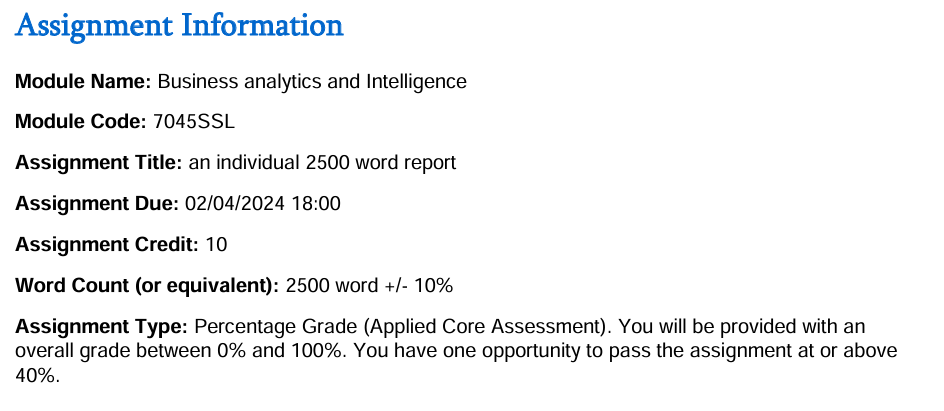 Assignment Information
Module Name: Business analytics and Intelligence
Module Code: 7045SSL
Assignment Title: an individual 2500 word report
Assignment Due: 02/04/2024 18:00
Assignment Credit: 10
Word Count (or equivalent): 2500 word +/- 10%
Assignment Type: Percentage Grade (Applied Core Assessment). You will be provided with an
overall grade between 0% and 100%. You have one opportunity to pass the assignment at or above
40%.